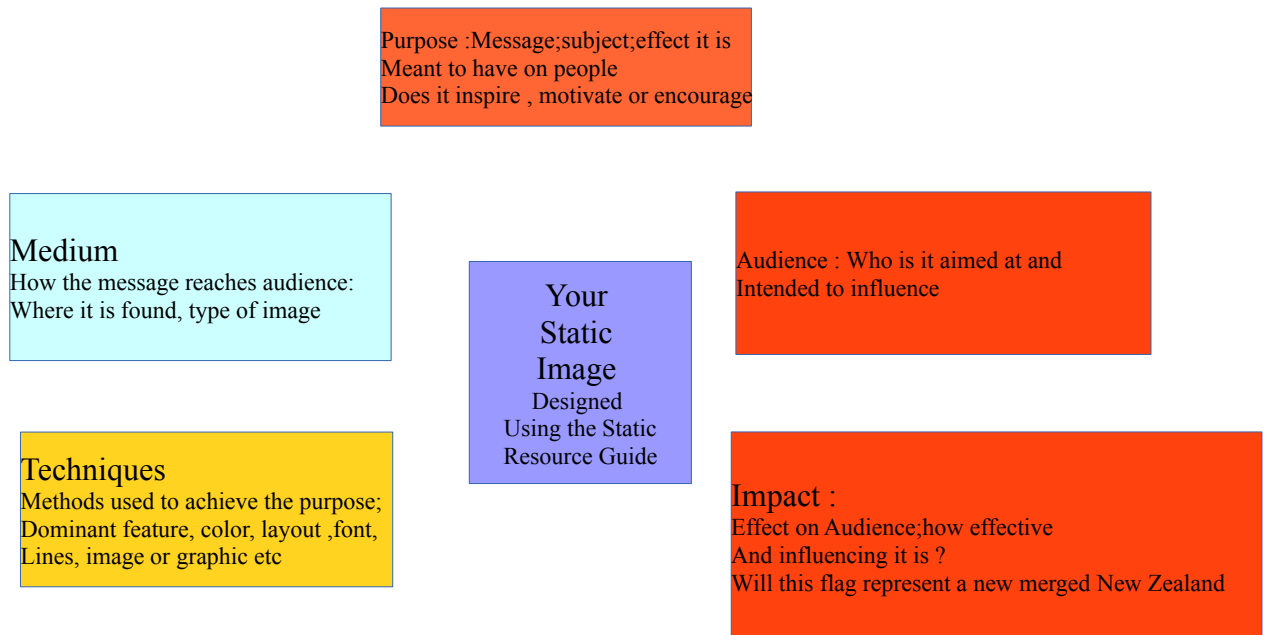 Purpose :Message;subject;effect it is
Meant to have on people
Does it inspire , motivate or encourage
Medium
How the message reaches audience:
Where it is found, type of image
Audience : Who is it aimed at and
Intended to influence
Your
Static
Image
Designed
Using the Static
Resource Guide
Techniques
Methods used to achieve the purpose;
Dominant feature, color, layout ,font,
Lines, image or graphic etc
Impact :
Effect on Audience;how effective
And influencing it is ?
Will this flag represent a new merged New Zealand